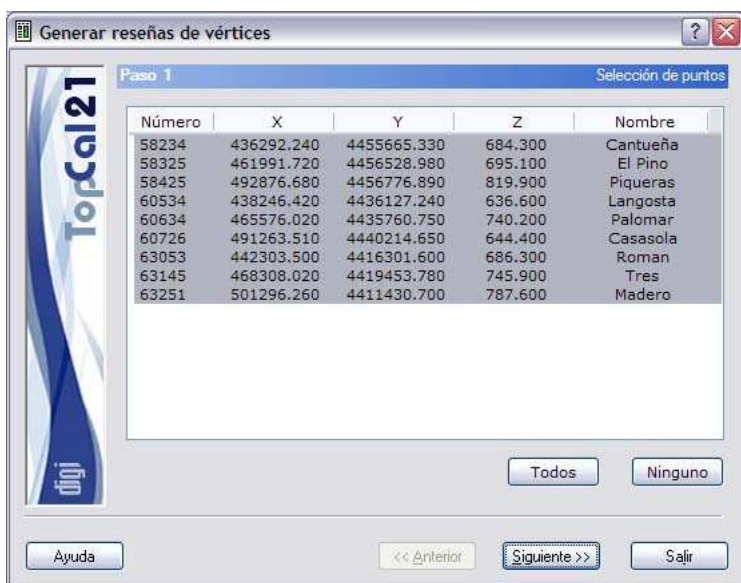 Generar reseñas de vértices
Paso 1 Selección de puntos
TopCal21
Número X Y Z Nombre
58234 436292.240 4455665.330 684.300 Cantueña
58325 461991.720 4456528.980 695.100 El Pino
58425 492876.680 4456776.890 819.900 Piqueras
60534 438246.420 4436127.240 636.600 Langosta
60634 465576.020 4435760.750 740.200 Palomar
60726 491263.510 4440214.650 644.400 Casasola
63053 442303.500 4416301.600 686.300 Roman
63145 468308.020 4419453.780 745.900 Tres
63251 501296.260 4411430.700 787.600 Madero
digi
Todos Ninguno
Ayuda << Anterior Siguiente >> Salir